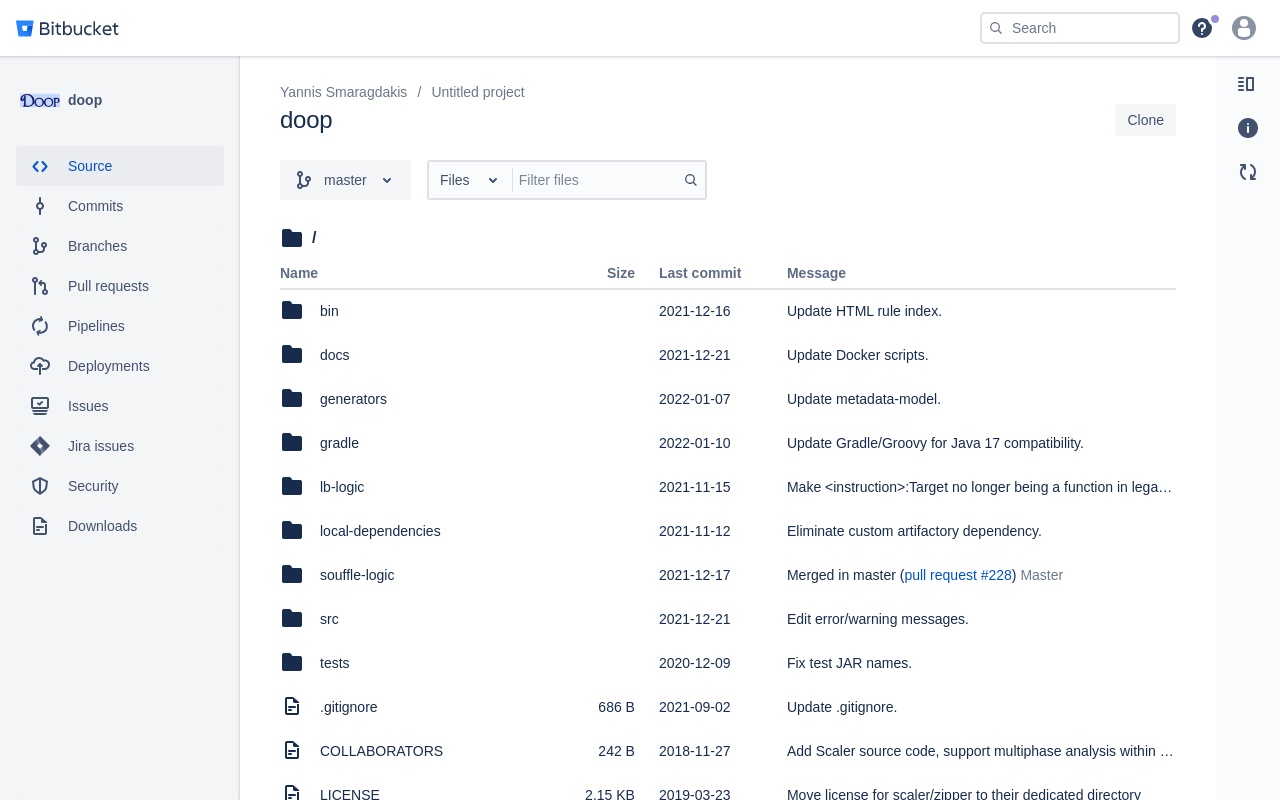 Bitbucket
Search
Doop doop
Yannis Smaragdakis / Untitled project
doop
Clone
Source
Commits
Branches
Pull requests
Pipelines
Deployments
Issues
Jira issues
Security
Downloads
master
Files
Filter files
/
Name Size Last commit Message
bin 2021-12-16 Update HTML rule index.
docs 2021-12-21 Update Docker scripts.
generators 2022-01-07 Update metadata-model.
gradle 2022-01-10 Update Gradle/Groovy for Java 17 compatibility.
lb-logic 2021-11-15 Make <instruction>:Target no longer being a function in lega…
local-dependencies 2021-11-12 Eliminate custom artifactory dependency.
souffle-logic 2021-12-17 Merged in master (pull request #228) Master
src 2021-12-21 Edit error/warning messages.
tests 2020-12-09 Fix test JAR names.
.gitignore 686 B 2021-09-02 Update .gitignore.
COLLABORATORS 242 B 2018-11-27 Add Scaler source code, support multiphase analysis within …
LICENSE 2.15 KB 2019-03-23 Move license for scaler/zipper to their dedicated directory